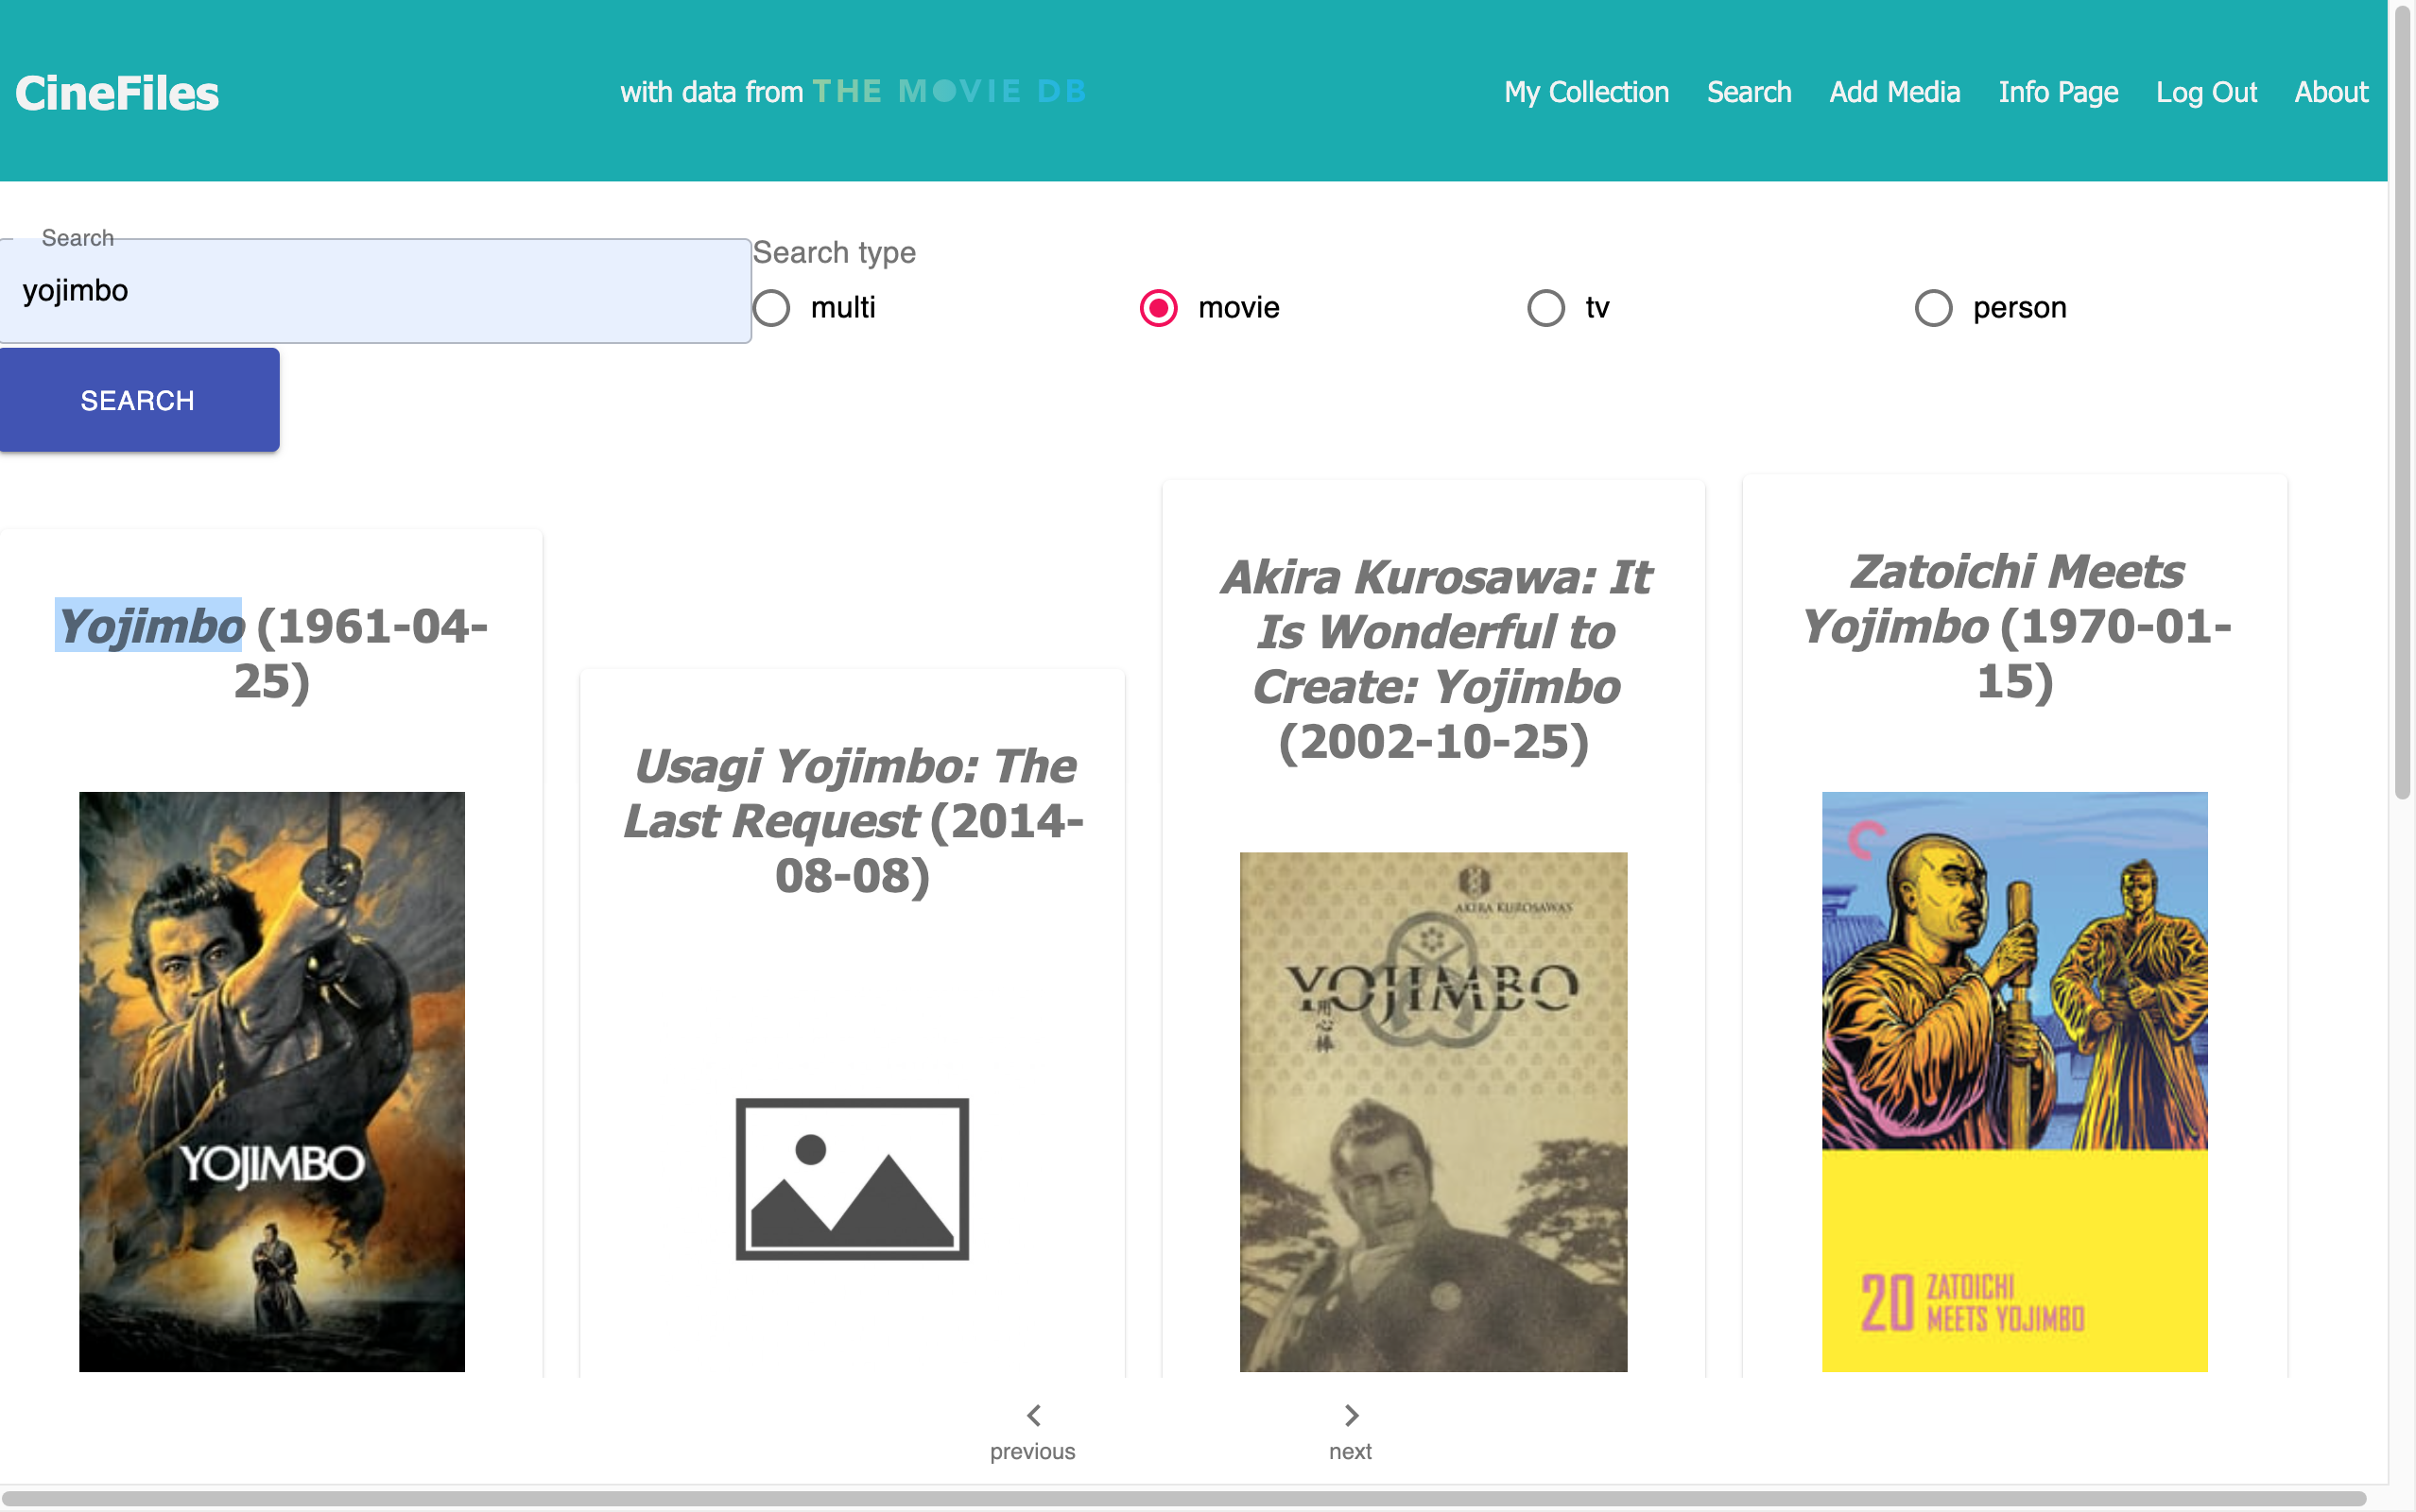 CineFiles
with data from THE MOVIE DB
My Collection
Search
Add Media
Info Page
Log Out
About
Search
yojimbo
Search type
multi
movie
tv
person
SEARCH
Yojimbo (1961-04-
25)
YOJIMBO
Usagi Yojimbo: The
Last Request (2014-
08-08)
Akira Kurosawa: It
Is Wonderful to
Create: Yojimbo
(2002-10-25)
AKIRA KUROSAWA'S
YOJIMBO
用心棒
Zatoichi Meets
Yojimbo (1970-01-
15)
20 ZATOICHI
MEETS YOJIMBO
previous
next